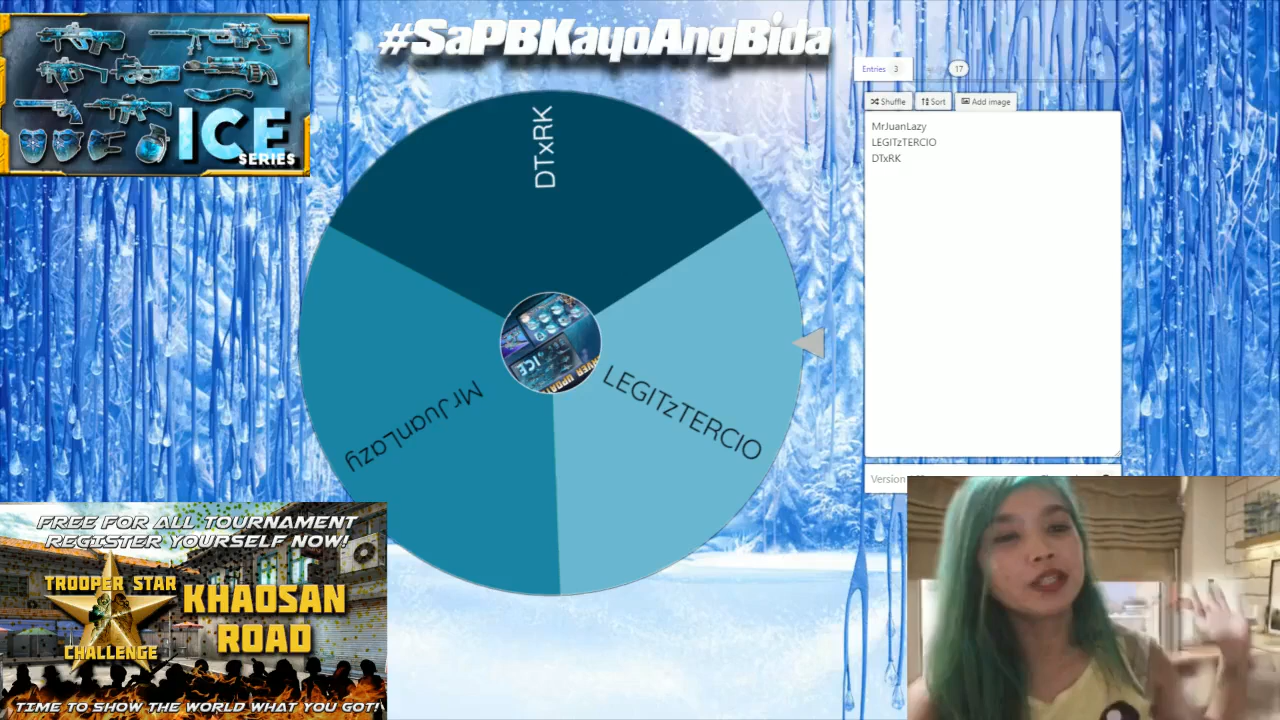 #SaPBKayoAngBida
ICE
SERIES
Entries 3
17
Shuffle
Sort
Add image
MrJuanLazy
LEGITzTERCIO
DTxRK
DTxRK
LEGITzTERCIO
MrJuanLazy
ICE
Version
FREE FOR ALL TOURNAMENT
REGISTER YOURSELF NOW!
TROOPER STAR
CHALLENGE
KHAOSAN
ROAD
TIME TO SHOW THE WORLD WHAT YOU GOT!